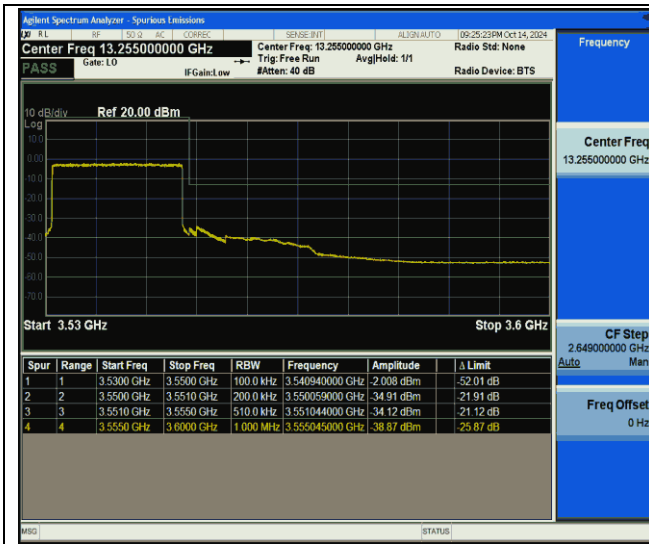 Agilent Spectrum Analyzer - Spurious Emissions
RL RF 50 Ω AC CORREC SENSE:INT ALIGN AUTO 09:25:23 PM Oct 14, 2024
Center Freq 13.255000000 GHz Center Freq: 13.255000000 GHz Radio Std: None Frequency
Trig: Free Run Avg|Hold: 1/1
PASS Gate: LO IFGain:Low #Atten: 40 dB Radio Device: BTS
10 dB/div Ref 20.00 dBm
Log
10.0
0.00
-10.0
-20.0
-30.0
-40.0
-50.0
-60.0
-70.0
Start 3.53 GHz Stop 3.6 GHz
Center Freq
13.255000000 GHz
CF Step
2.649000000 GHz
Auto Man
Freq Offset
0 Hz
Spur Range Start Freq Stop Freq RBW Frequency Amplitude Δ Limit
1 1 3.5300 GHz 3.5500 GHz 100.0 kHz 3.540940000 GHz -2.008 dBm -52.01 dB
2 2 3.5500 GHz 3.5510 GHz 200.0 kHz 3.550059000 GHz -34.91 dBm -21.91 dB
3 3 3.5510 GHz 3.5550 GHz 510.0 kHz 3.551044000 GHz -34.12 dBm -21.12 dB
4 4 3.5550 GHz 3.6000 GHz 1.000 MHz 3.555045000 GHz -38.87 dBm -25.87 dB
MSG STATUS